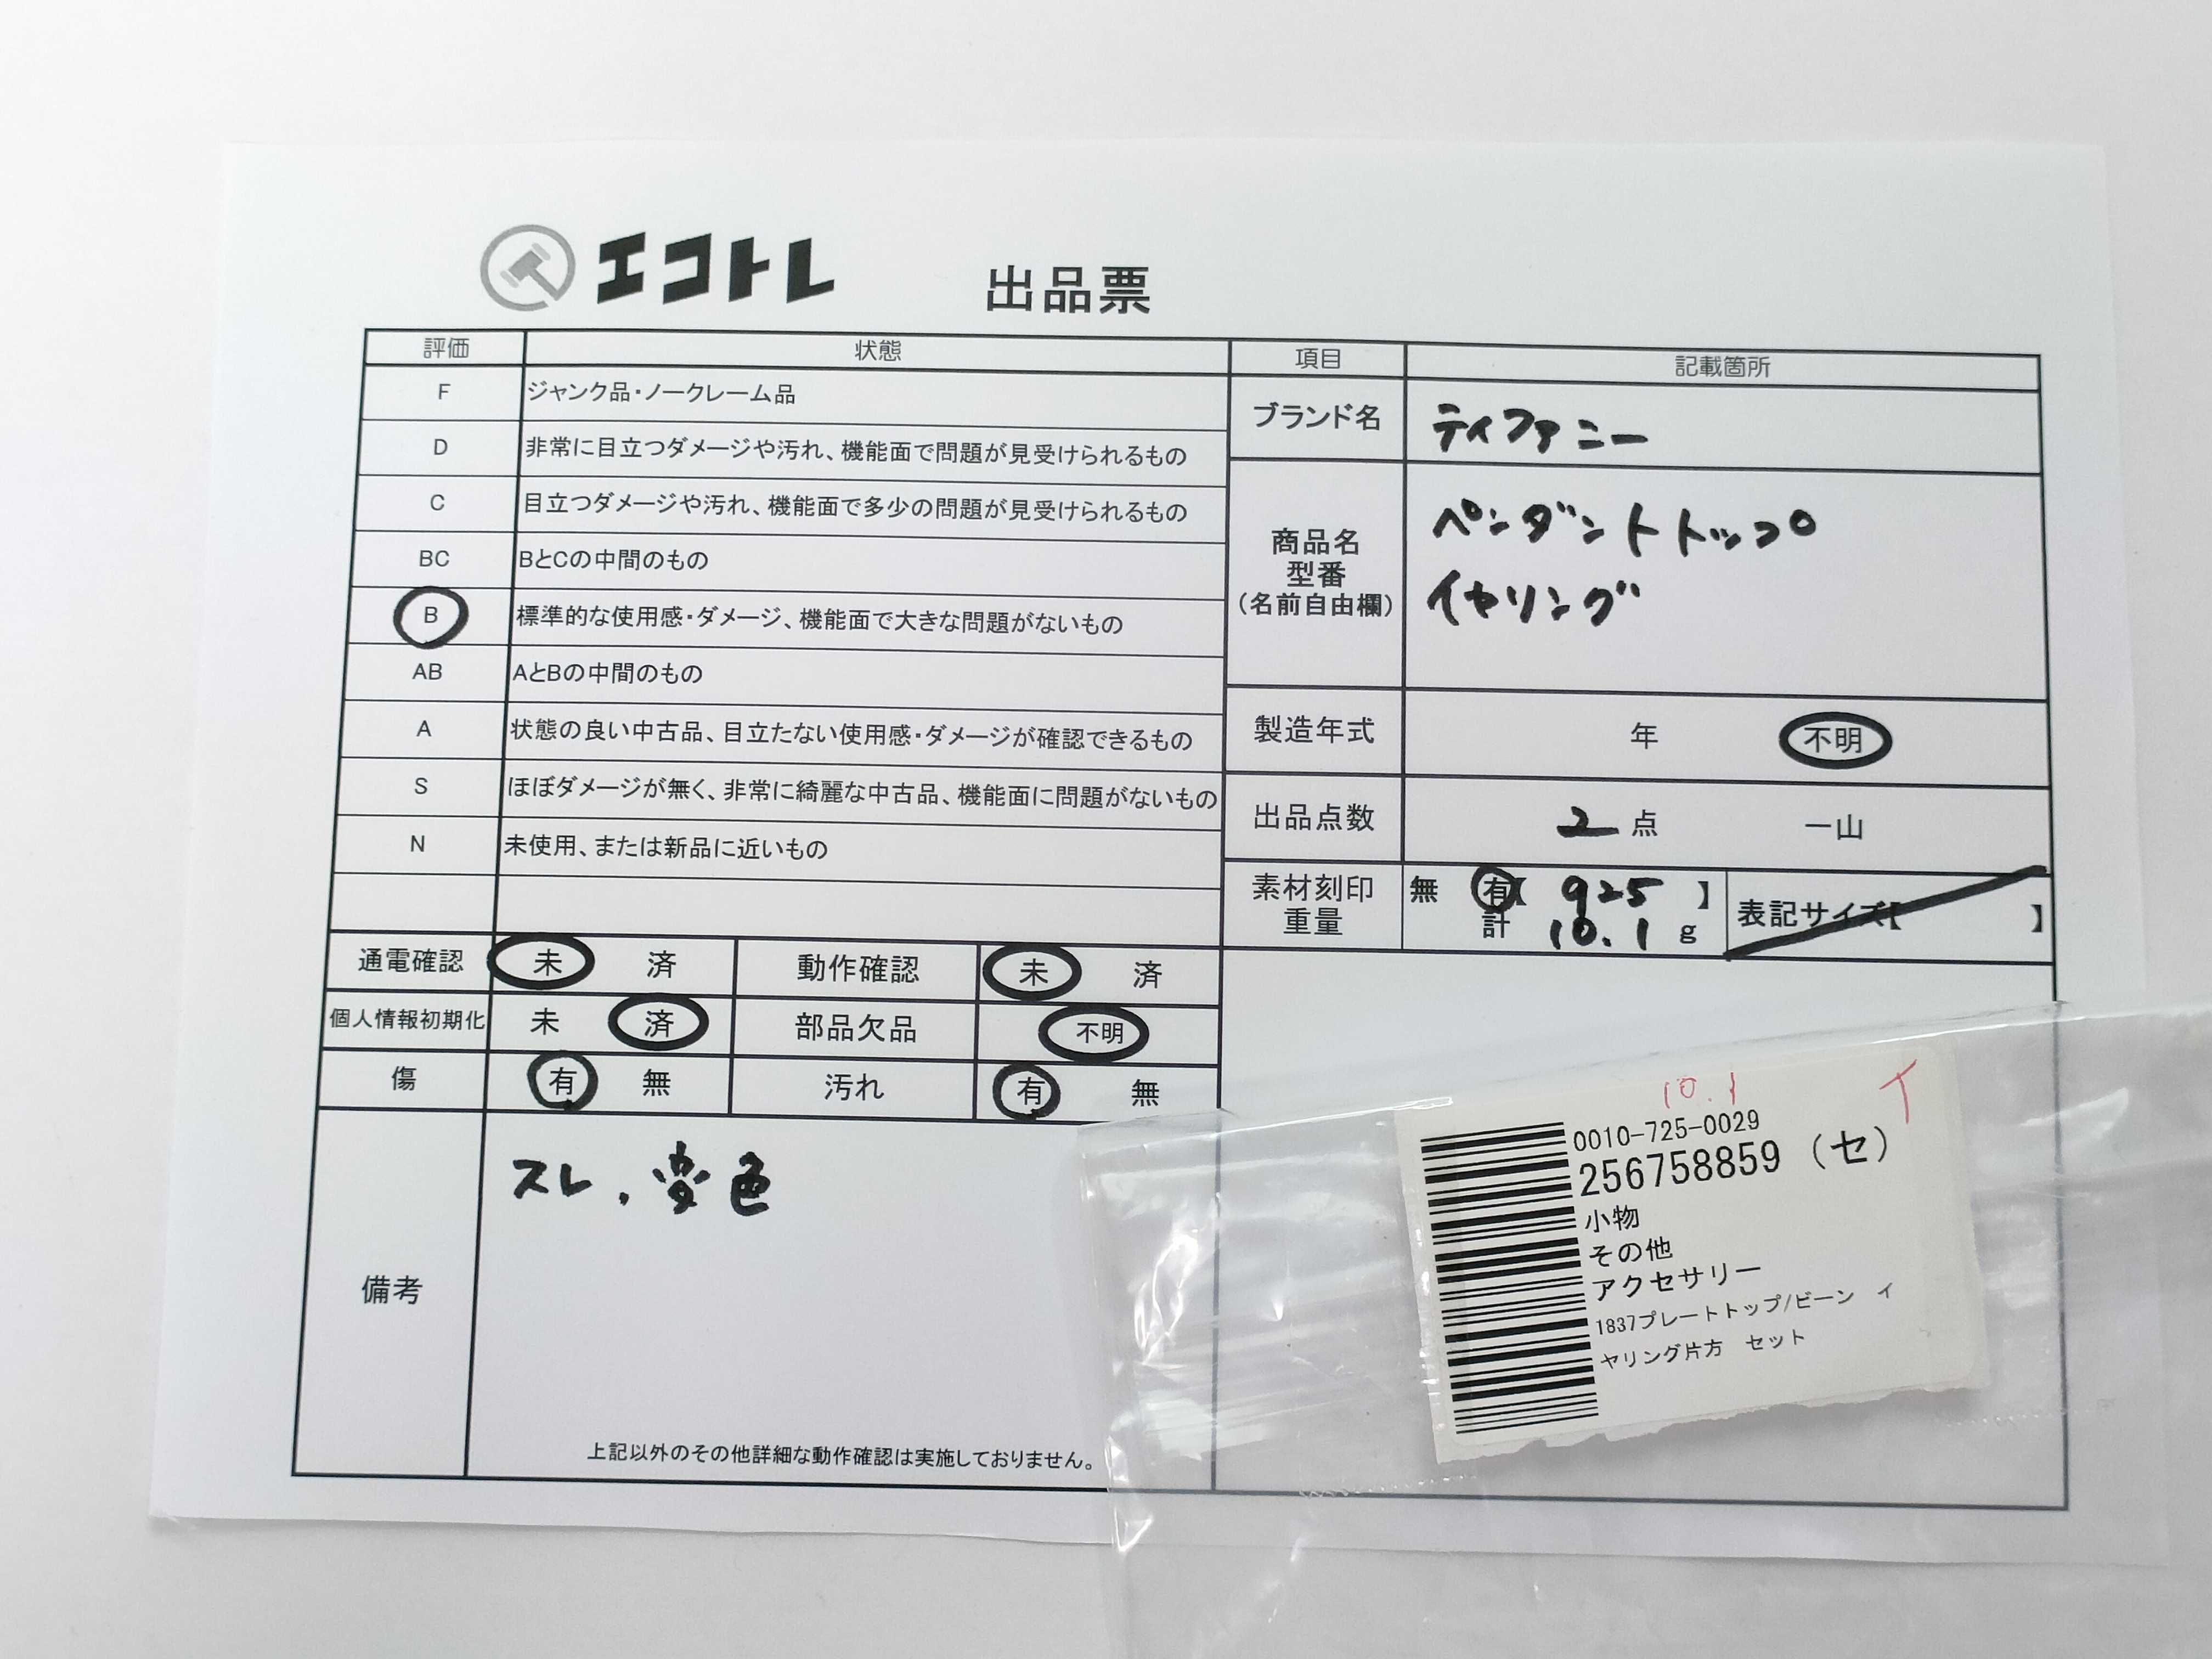 エコトレ 出品票
評価 状態 項目 記載箇所
F ジャンク品・ノークレーム品
D 非常に目立つダメージや汚れ、機能面で問題が見受けられるもの
C 目立つダメージや汚れ、機能面で多少の問題が見受けられるもの
BC BとCの中間のもの
B 標準的な使用感・ダメージ、機能面で大きな問題がないもの
AB AとBの中間のもの
A 状態の良い中古品、目立たない使用感・ダメージが確認できるもの
S ほぼダメージが無く、非常に綺麗な中古品、機能面に問題がないもの
N 未使用、または新品に近いもの
ブランド名 ティファニー
商品名
型番
(名前自由欄)
ペンダントトップ
イヤリング
製造年式 年 不明
出品点数 2 点 一山
素材刻印
重量
無 有【 925 】
計 10.1 g
表記サイズ【 】
通電確認 未 済 動作確認 未 済
個人情報初期化 未 済 部品欠品 不明
傷 有 無 汚れ 有 無
備考
スレ、変色
上記以外のその他詳細な動作確認は実施しておりません。
10.1 イ
0010-725-0029
256758859 (セ)
小物
その他
アクセサリー
1837プレートトップ/ビーン イ
ヤリング片方 セット